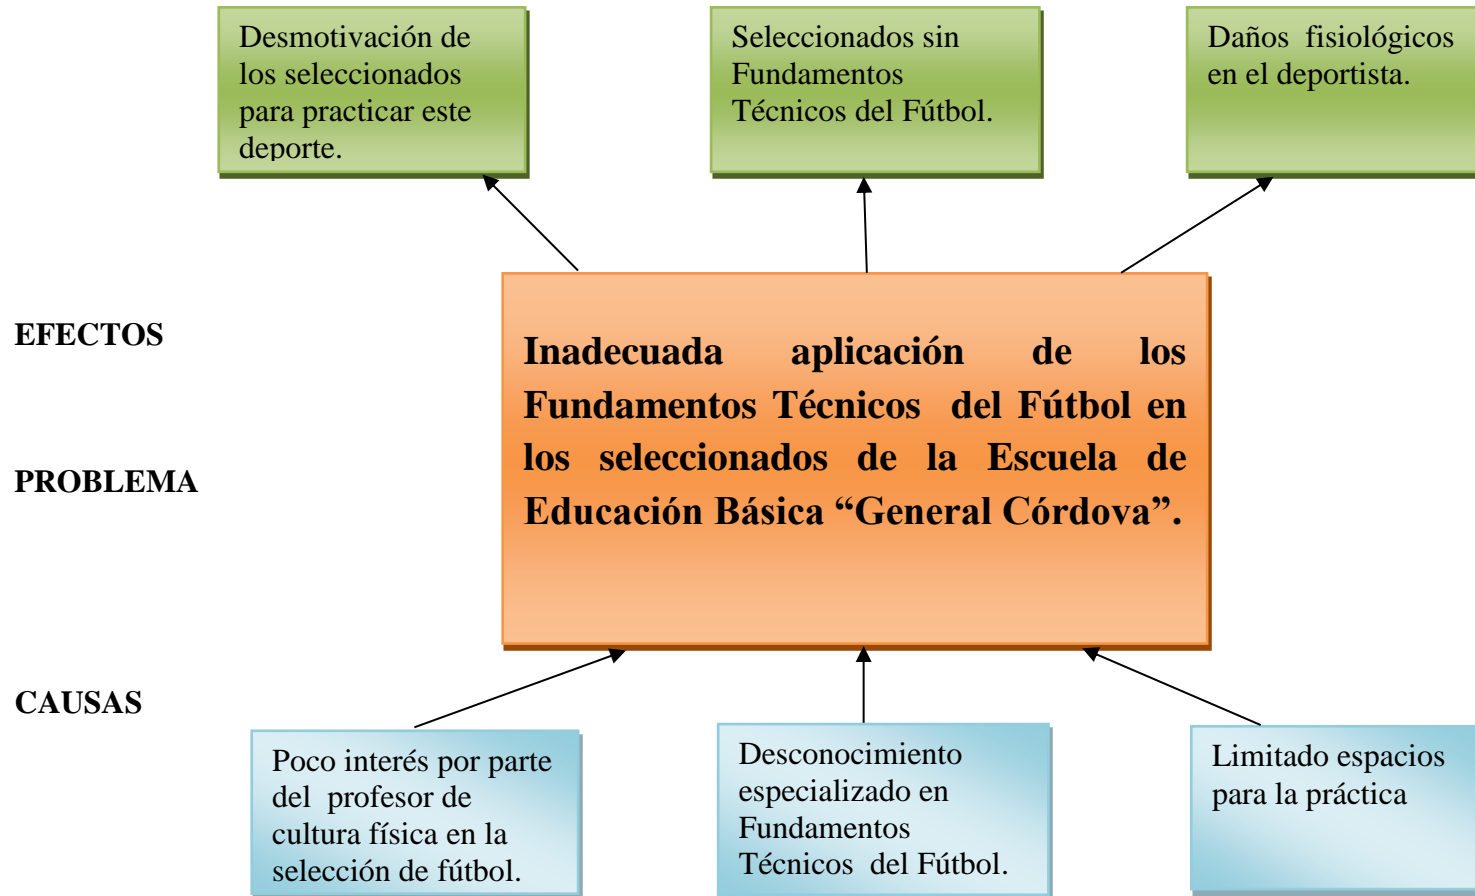 Desmotivación de
los seleccionados
para practicar este
deporte.
Seleccionados sin
Fundamentos
Técnicos del Fútbol.
Daños fisiológicos
en el deportista.
EFECTOS
PROBLEMA
CAUSAS
Inadecuada aplicación de los
Fundamentos Técnicos del Fútbol en
los seleccionados de la Escuela de
Educación Básica “General Córdova”.
Poco interés por parte
del profesor de
cultura física en la
selección de fútbol.
Desconocimiento
especializado en
Fundamentos
Técnicos del Fútbol.
Limitado espacios
para la práctica